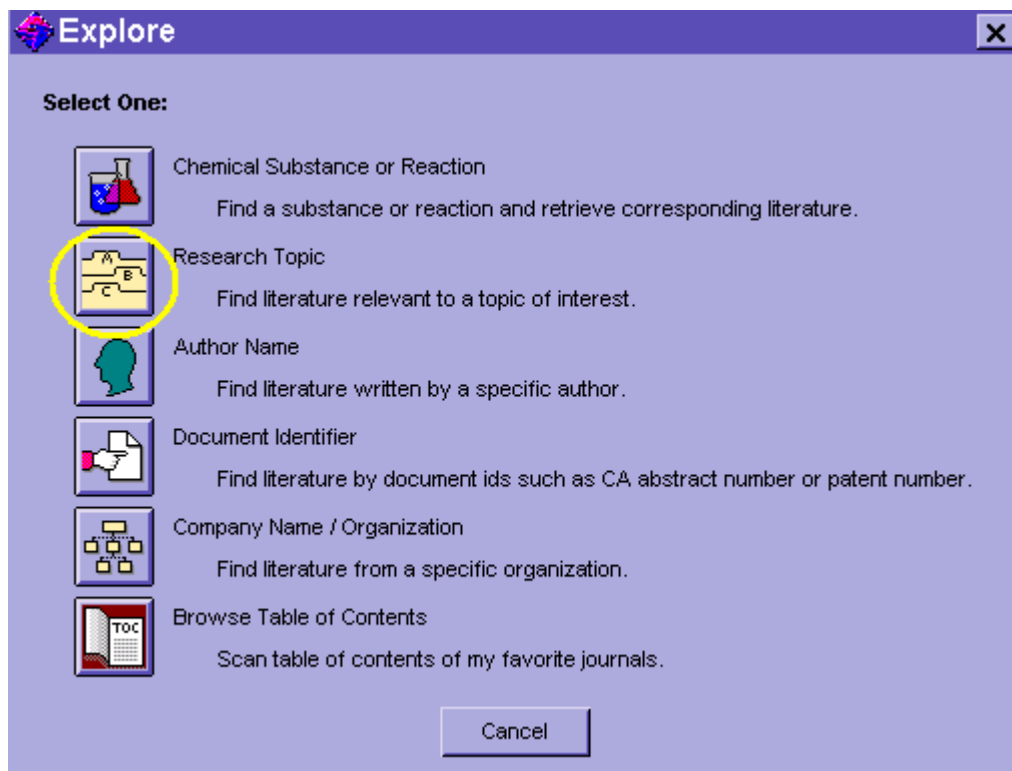 Explore
Select One:
Chemical Substance or Reaction
Find a substance or reaction and retrieve corresponding literature.
Research Topic
A
B
C
Find literature relevant to a topic of interest.
Author Name
Find literature written by a specific author.
Document Identifier
Find literature by document ids such as CA abstract number or patent number.
Company Name / Organization
Find literature from a specific organization.
Browse Table of Contents
TOC
Scan table of contents of my favorite journals.
Cancel